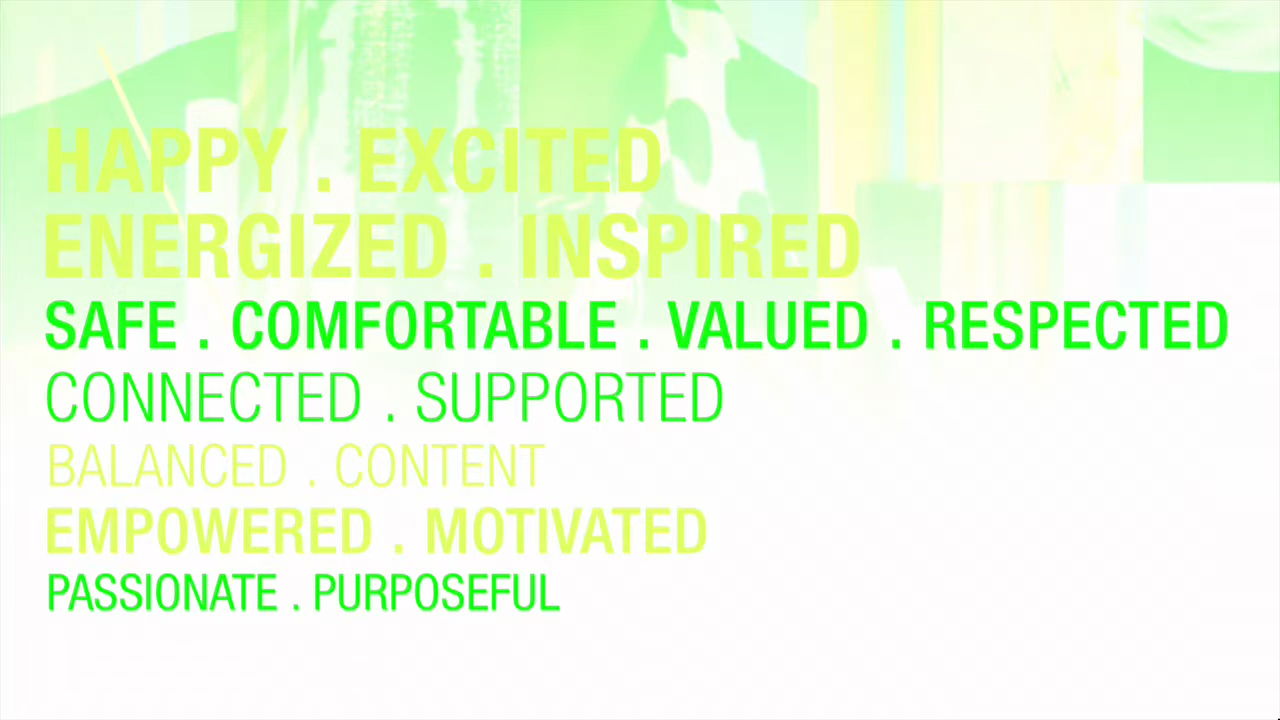 HAPPY . EXCITED
ENERGIZED . INSPIRED
SAFE . COMFORTABLE . VALUED . RESPECTED
CONNECTED . SUPPORTED
BALANCED . CONTENT
EMPOWERED . MOTIVATED
PASSIONATE . PURPOSEFUL